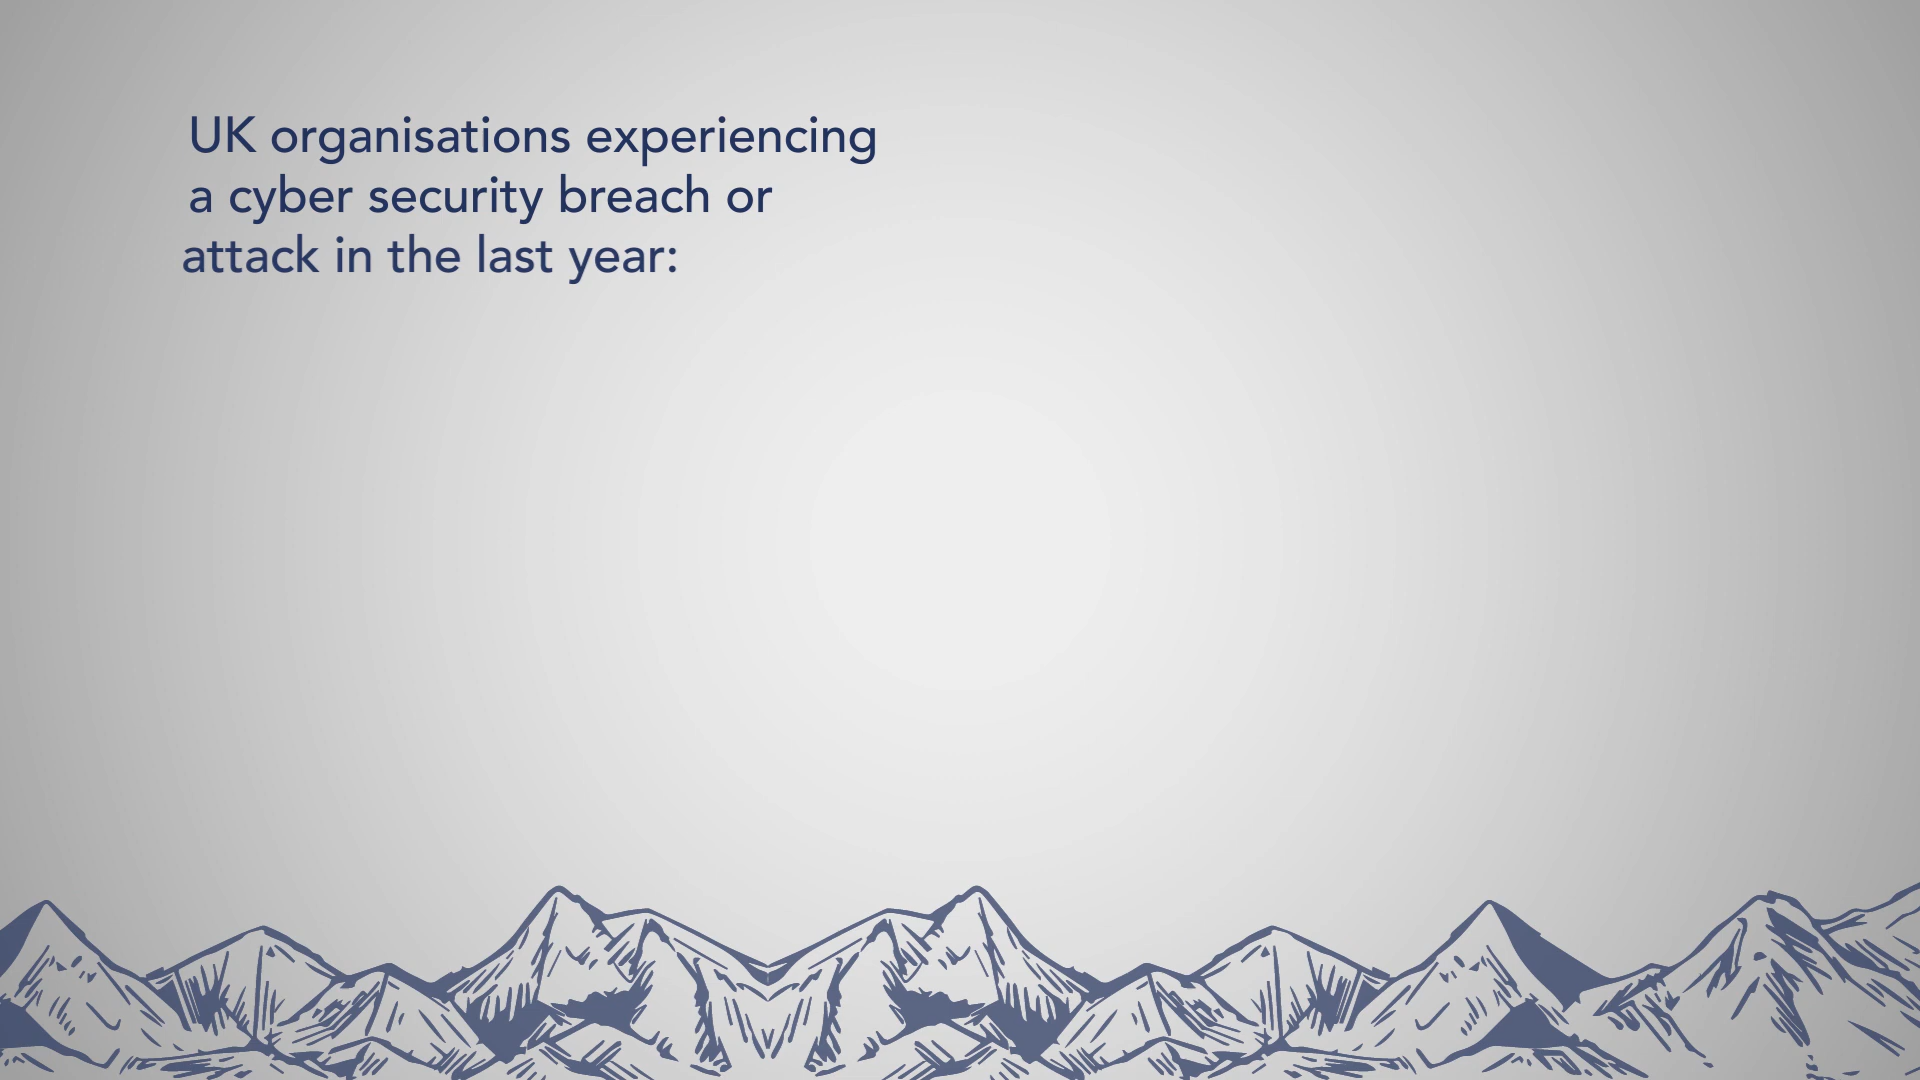 UK organisations experiencing
a cyber security breach or
attack in the last year: